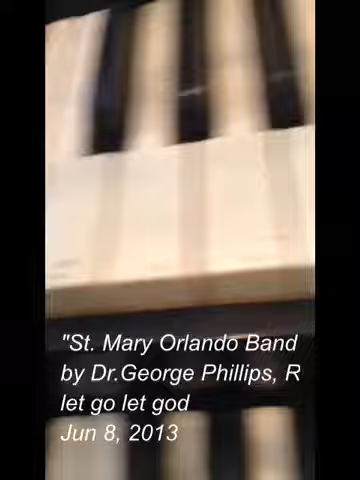 "St. Mary Orlando Band
by Dr.George Phillips, R
let go let god
Jun 8, 2013